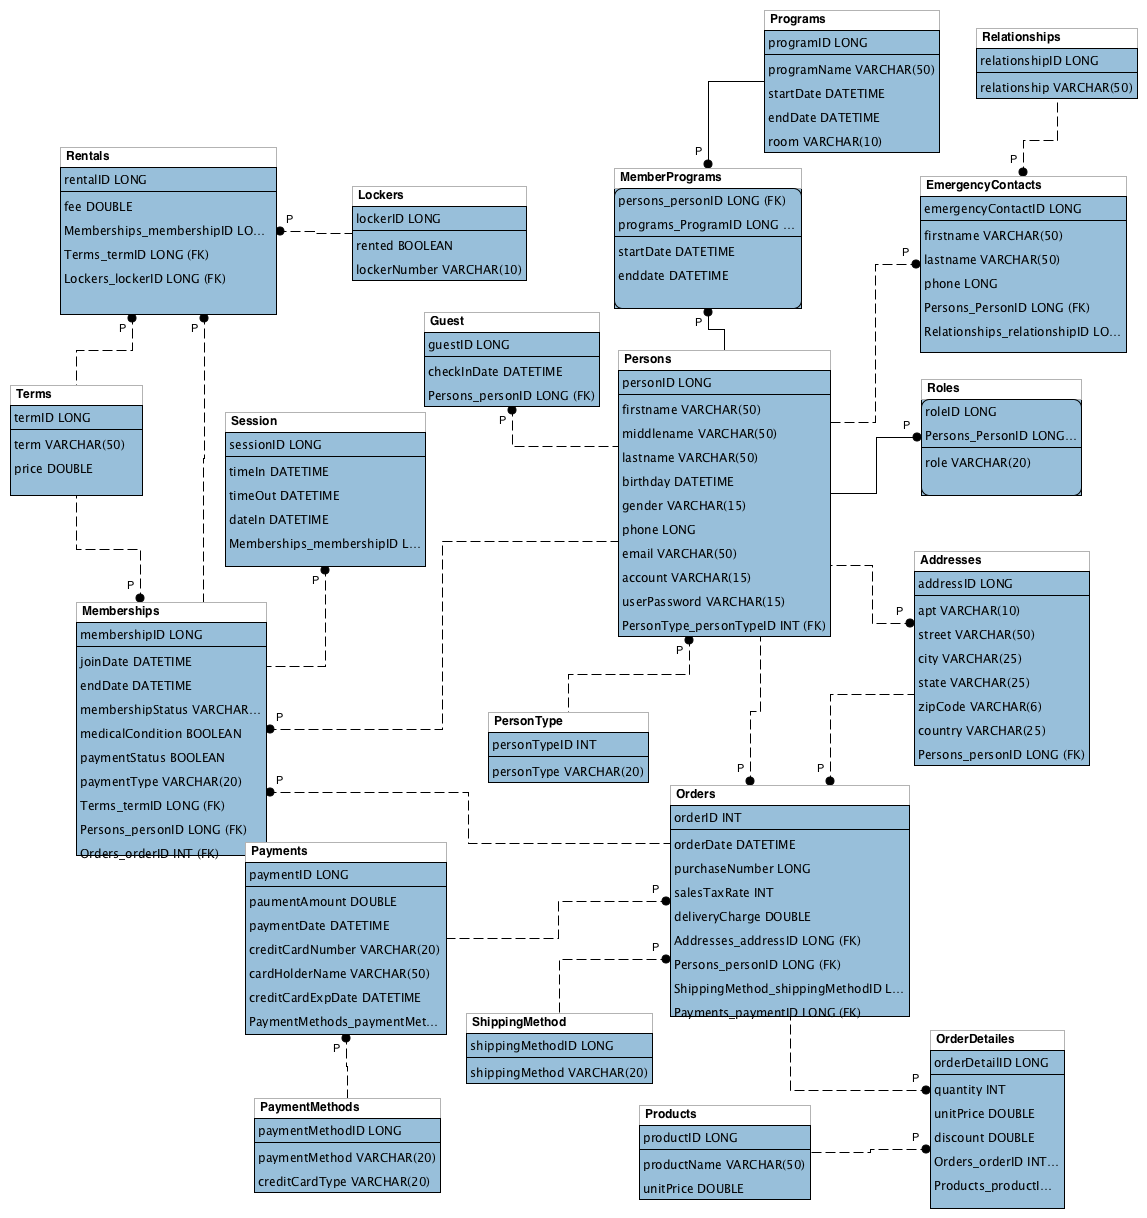 Programs
programID LONG
programName VARCHAR(50)
startDate DATETIME
endDate DATETIME
room VARCHAR(10)
Relationships
relationshipID LONG
relationship VARCHAR(50)
P
P
Rentals
rentalID LONG
fee DOUBLE
Memberships_membershipID LO...
Terms_termID LONG (FK)
Lockers_lockerID LONG (FK)
P
Lockers
lockerID LONG
rented BOOLEAN
lockerNumber VARCHAR(10)
MemberPrograms
persons_personID LONG (FK)
programs_ProgramID LONG ...
startDate DATETIME
enddate DATETIME
EmergencyContacts
emergencyContactID LONG
firstname VARCHAR(50)
lastname VARCHAR(50)
phone LONG
Persons_PersonID LONG (FK)
Relationships_relationshipID LO...
P
P
P
P
Guest
guestID LONG
checkInDate DATETIME
Persons_personID LONG (FK)
P
Terms
termID LONG
term VARCHAR(50)
price DOUBLE
Session
sessionID LONG
timeIn DATETIME
timeOut DATETIME
dateIn DATETIME
Memberships_membershipID L...
P
Persons
personID LONG
firstname VARCHAR(50)
middlename VARCHAR(50)
lastname VARCHAR(50)
birthday DATETIME
gender VARCHAR(15)
phone LONG
email VARCHAR(50)
account VARCHAR(15)
userPassword VARCHAR(15)
PersonType_personTypeID INT (FK)
P
Roles
roleID LONG
Persons_PersonID LONG...
role VARCHAR(20)
P
Addresses
addressID LONG
apt VARCHAR(10)
street VARCHAR(50)
city VARCHAR(25)
state VARCHAR(25)
zipCode VARCHAR(6)
country VARCHAR(25)
Persons_personID LONG (FK)
P
P
Memberships
membershipID LONG
joinDate DATETIME
endDate DATETIME
membershipStatus VARCHAR...
medicalCondition BOOLEAN
paymentStatus BOOLEAN
paymentType VARCHAR(20)
Terms_termID LONG (FK)
Persons_personID LONG (FK)
Orders_orderID INT (FK)
P
P
P
PersonType
personTypeID INT
personType VARCHAR(20)
P
P
Orders
orderID INT
orderDate DATETIME
purchaseNumber LONG
salesTaxRate INT
deliveryCharge DOUBLE
Addresses_addressID LONG (FK)
Persons_personID LONG (FK)
ShippingMethod_shippingMethodID L...
Payments_paymentID LONG (FK)
P
P
Payments
paymentID LONG
paumentAmount DOUBLE
paymentDate DATETIME
creditCardNumber VARCHAR(20)
cardHolderName VARCHAR(50)
creditCardExpDate DATETIME
PaymentMethods_paymentMet...
P
ShippingMethod
shippingMethodID LONG
shippingMethod VARCHAR(20)
PaymentMethods
paymentMethodID LONG
paymentMethod VARCHAR(20)
creditCardType VARCHAR(20)
Products
productID LONG
productName VARCHAR(50)
unitPrice DOUBLE
OrderDetailes
orderDetailID LONG
quantity INT
unitPrice DOUBLE
discount DOUBLE
Orders_orderID INT...
Products_productI...
P
P